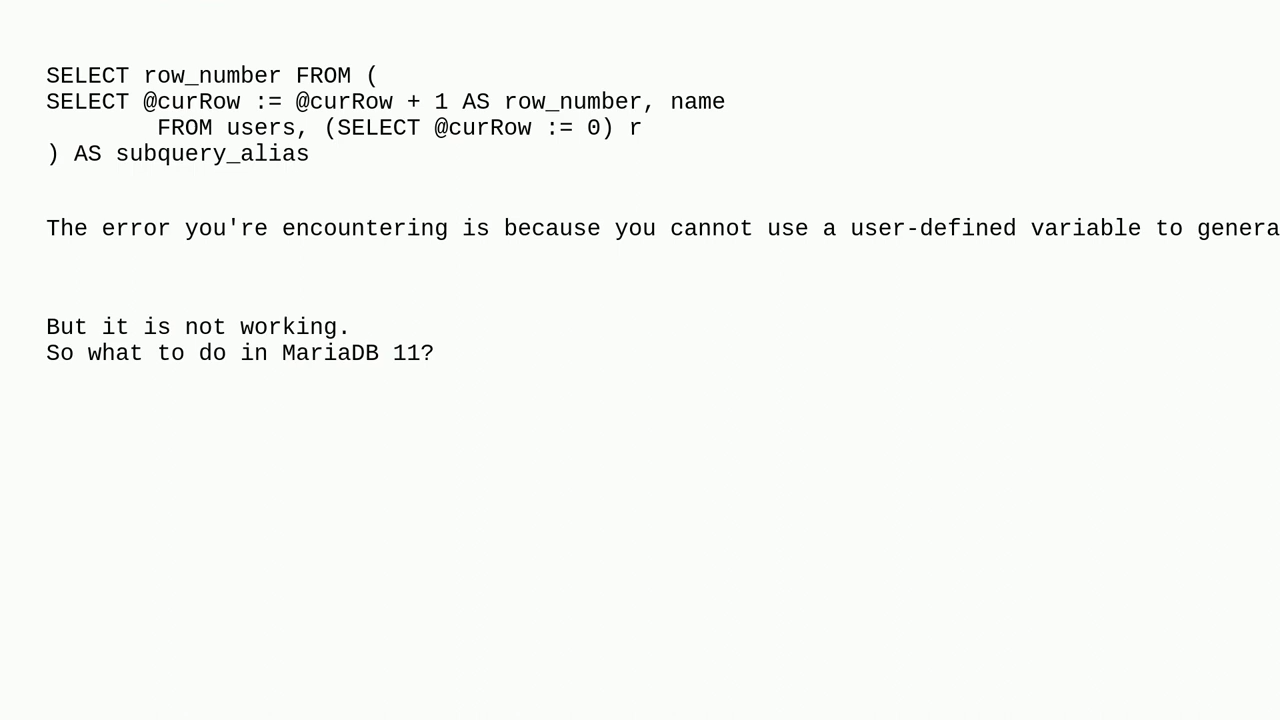 SELECT row_number FROM (
SELECT @curRow := @curRow + 1 AS row_number, name
        FROM users, (SELECT @curRow := 0) r
) AS subquery_alias
The error you're encountering is because you cannot use a user-defined variable to genera
But it is not working.
So what to do in MariaDB 11?